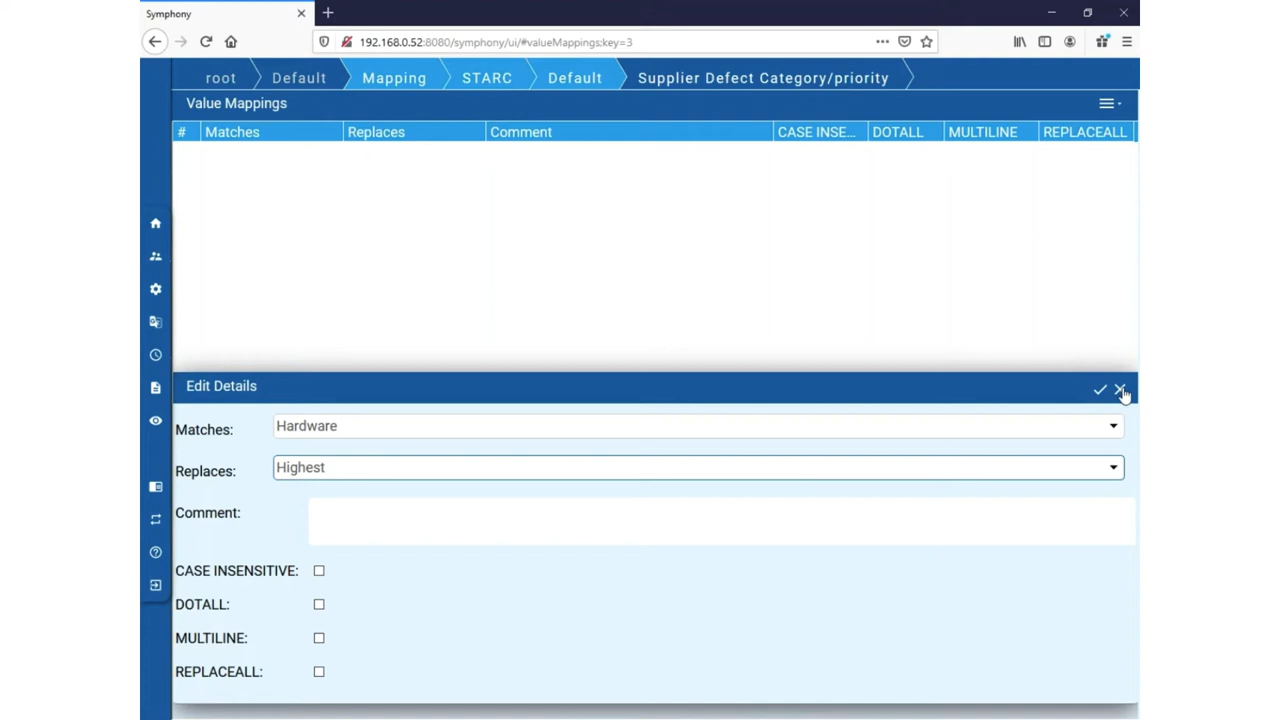 Symphony
192.168.0.52:8080/symphony/ui/#valueMappings;key=3
root Default Mapping STARC Default Supplier Defect Category/priority
Value Mappings
# Matches Replaces Comment CASE INSE... DOTALL MULTILINE REPLACEALL
Edit Details
Matches: Hardware
Replaces: Highest
Comment:
CASE INSENSITIVE:
DOTALL:
MULTILINE:
REPLACEALL: